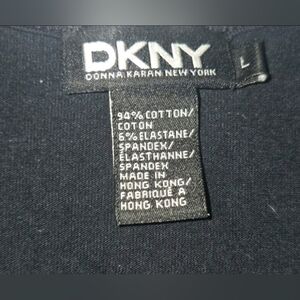 DKNY
DONNA KARAN NEW YORK
L
94% COTTON/
COTON
6% ELASTANE/
SPANDEX/
ÉLASTHANNE/
SPANDEX
MADE IN
HONG KONG/
FABRIQUÉ À
HONG KONG